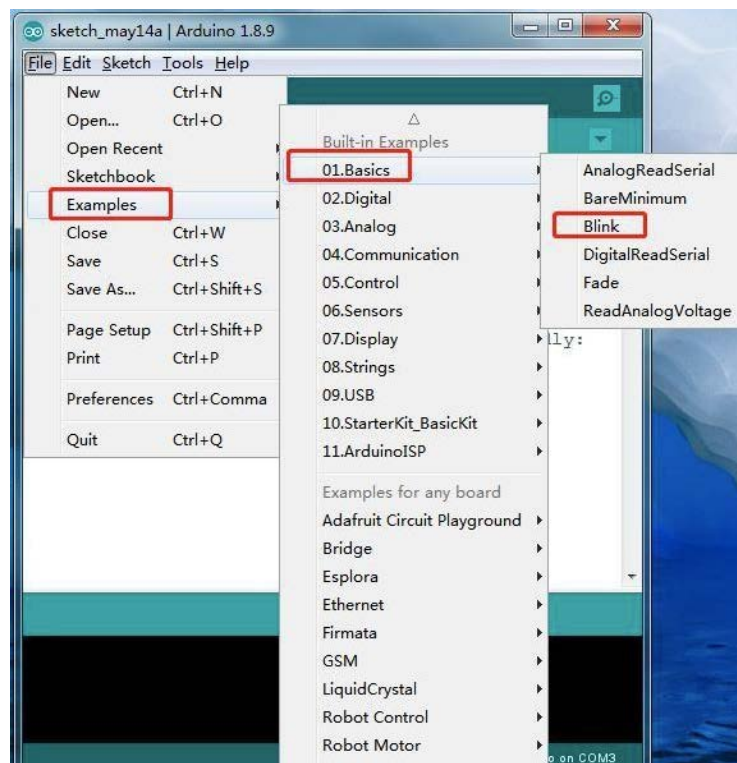 sketch_may14a | Arduino 1.8.9
File Edit Sketch Tools Help
New Ctrl+N
Open... Ctrl+O
Open Recent
Sketchbook
Examples
Close Ctrl+W
Save Ctrl+S
Save As... Ctrl+Shift+S
Page Setup Ctrl+Shift+P
Print Ctrl+P
Preferences Ctrl+Comma
Quit Ctrl+Q
Built-in Examples
01.Basics
02.Digital
03.Analog
04.Communication
05.Control
06.Sensors
07.Display
08.Strings
09.USB
10.StarterKit_BasicKit
11.ArduinoISP
Examples for any board
Adafruit Circuit Playground
Bridge
Esplora
Ethernet
Firmata
GSM
LiquidCrystal
Robot Control
Robot Motor
AnalogReadSerial
BareMinimum
Blink
DigitalReadSerial
Fade
ReadAnalogVoltage
lly:
on COM3